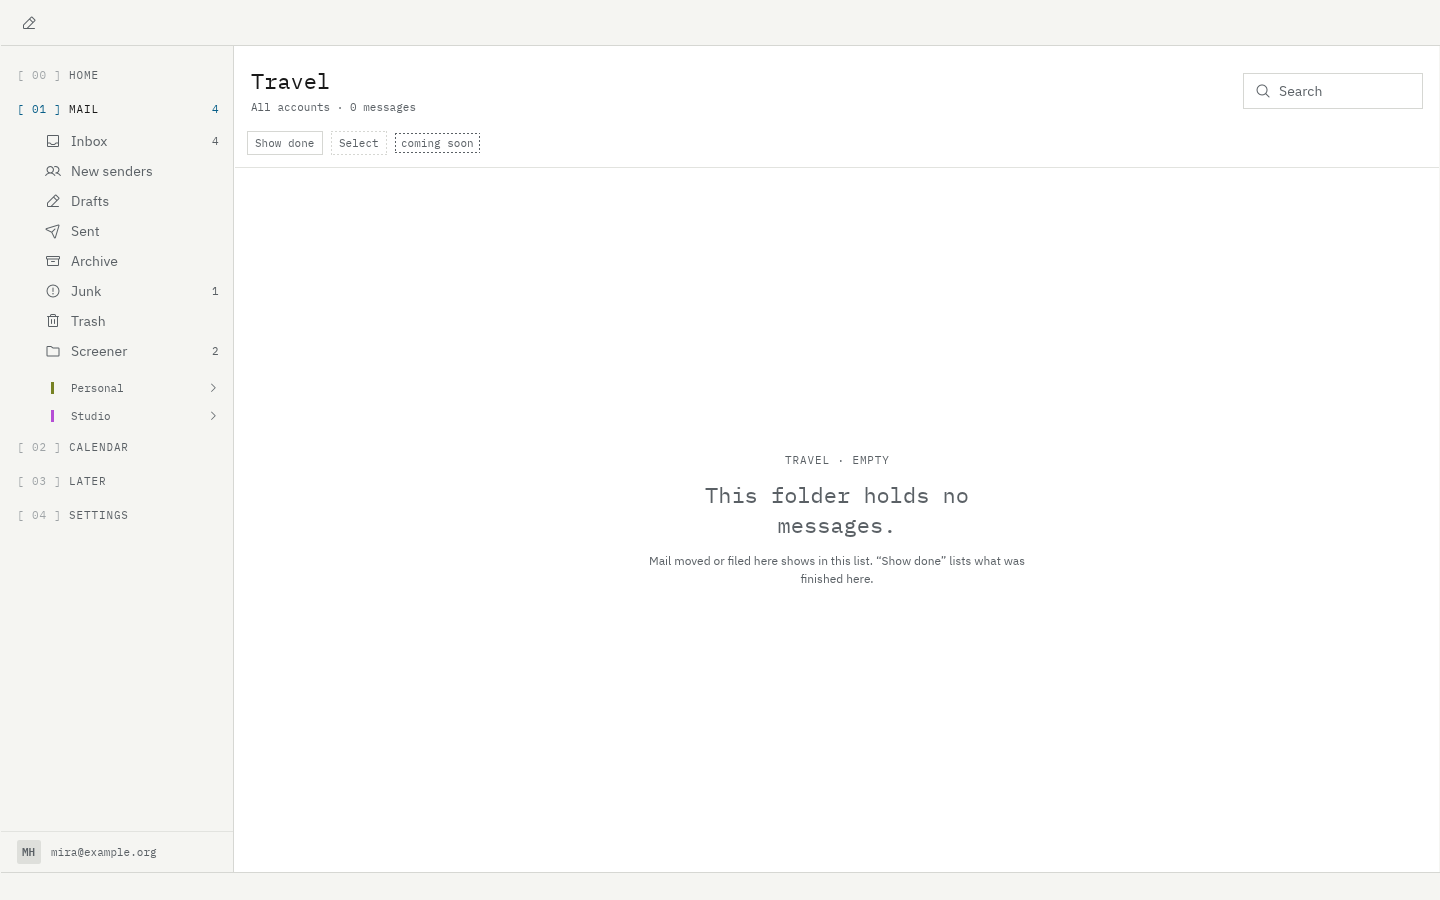 [ 00 ] HOME
[ 01 ] MAIL 4
Inbox 4
New senders
Drafts
Sent
Archive
Junk 1
Trash
Screener 2
Personal
Studio
[ 02 ] CALENDAR
[ 03 ] LATER
[ 04 ] SETTINGS
MH mira@example.org
Travel
All accounts · 0 messages
Search
Show done Select coming soon
TRAVEL · EMPTY
This folder holds no
messages.
Mail moved or filed here shows in this list. “Show done” lists what was
finished here.